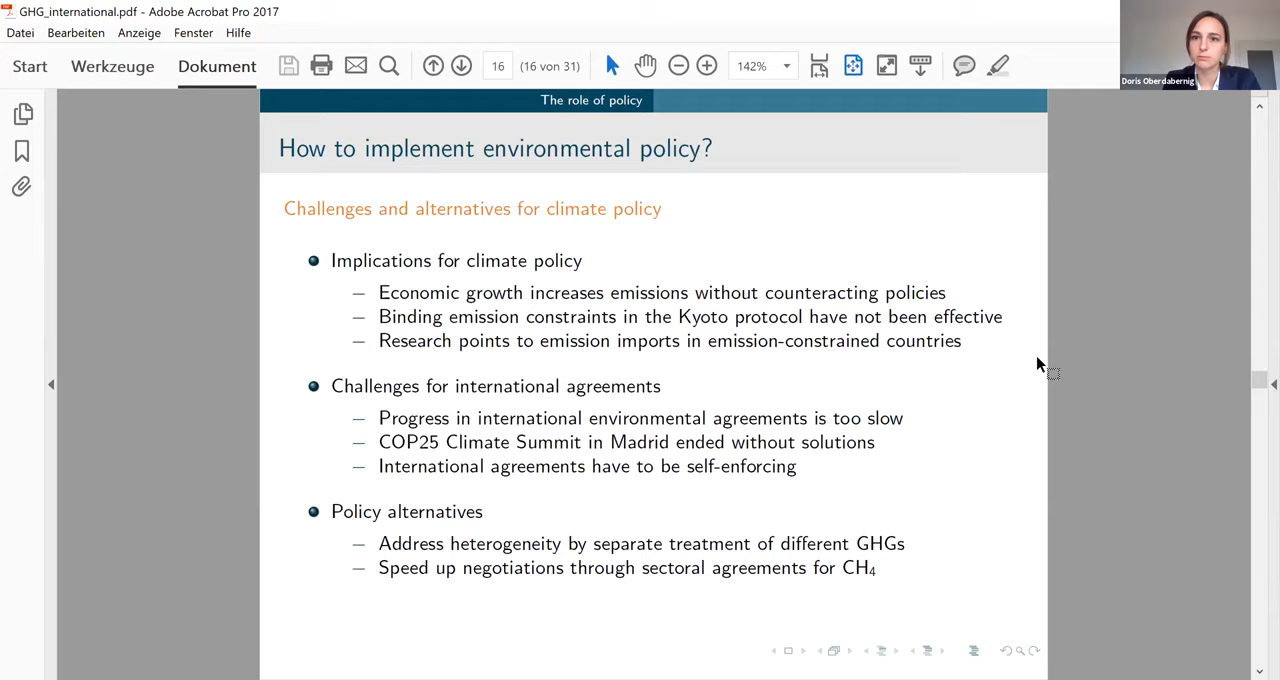 GHG_international.pdf - Adobe Acrobat Pro 2017
Datei Bearbeiten Anzeige Fenster Hilfe
Start Werkzeuge Dokument 16 (16 von 31) 142%
Doris Oberdabernig
The role of policy
How to implement environmental policy?
Challenges and alternatives for climate policy
Implications for climate policy
– Economic growth increases emissions without counteracting policies
– Binding emission constraints in the Kyoto protocol have not been effective
– Research points to emission imports in emission-constrained countries
Challenges for international agreements
– Progress in international environmental agreements is too slow
– COP25 Climate Summit in Madrid ended without solutions
– International agreements have to be self-enforcing
Policy alternatives
– Address heterogeneity by separate treatment of different GHGs
– Speed up negotiations through sectoral agreements for CH₄